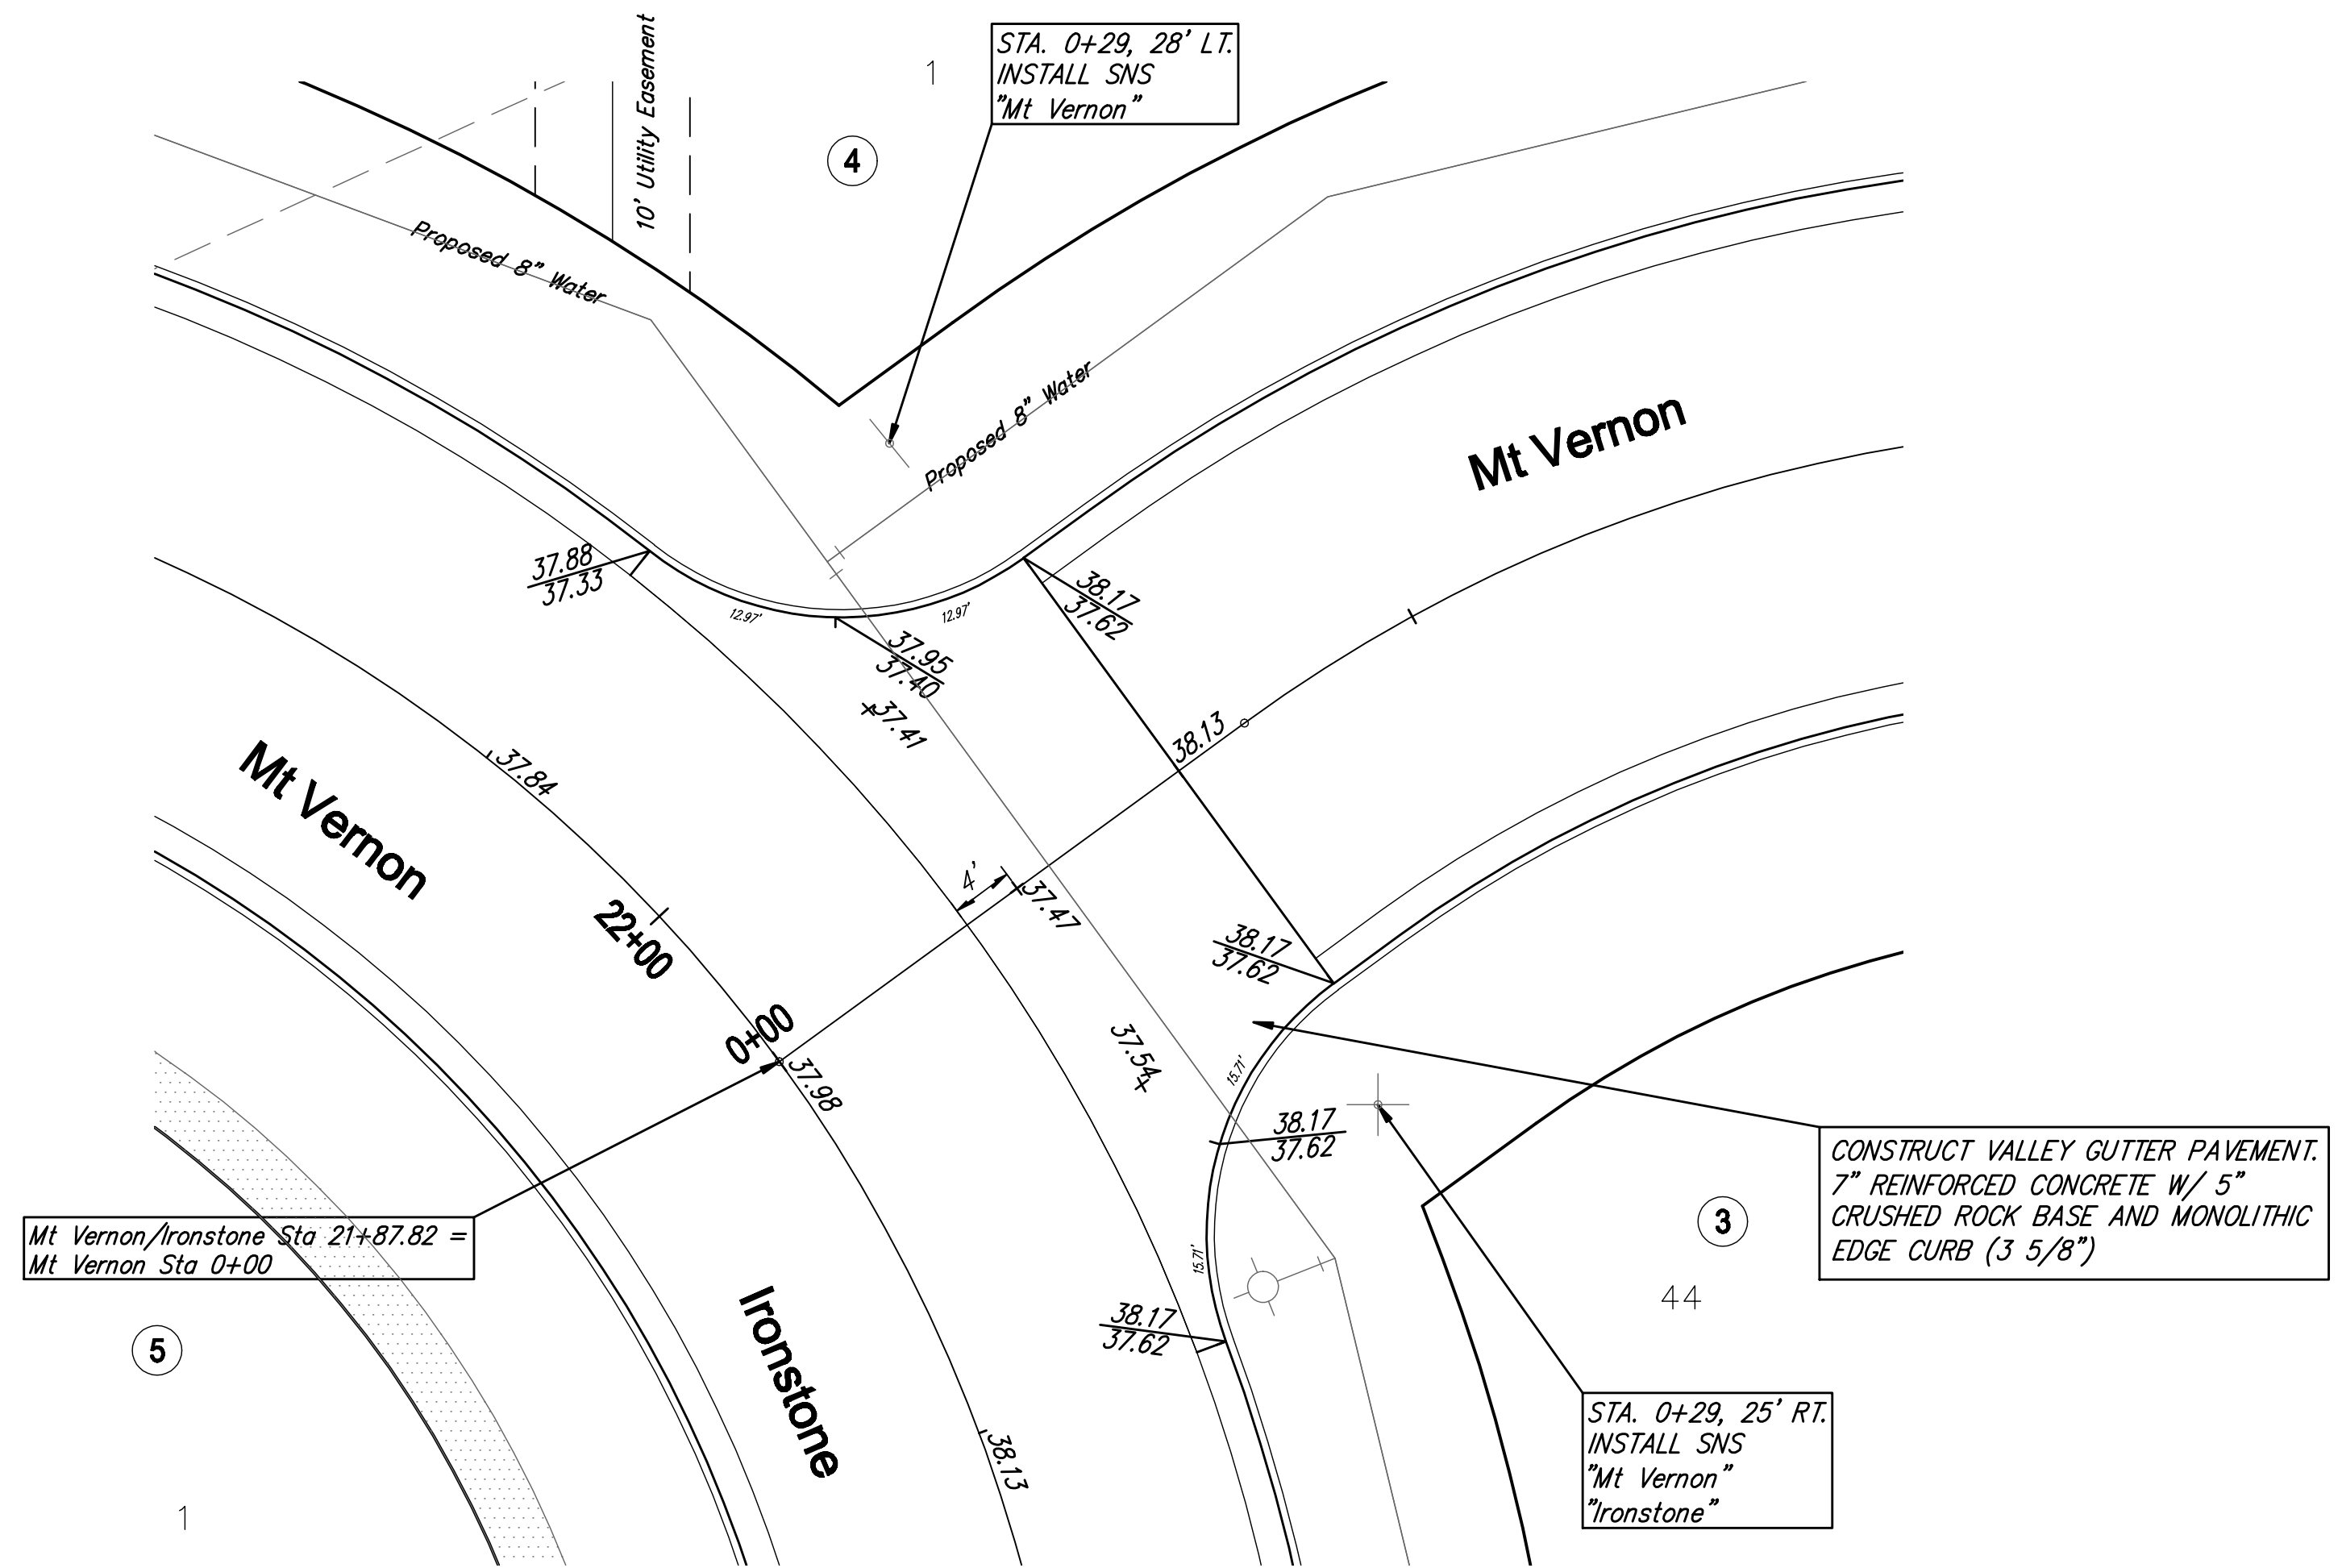 STA. 0+29, 28' LT.
INSTALL SNS
"Mt Vernon"
1
4
10' Utility Easement
Proposed 8" Water
Proposed 8" Water
Mt Vernon
37.88
37.33
12.97'
12.97'
38.17
37.62
37.95
37.40
37.41
38.13
37.84
Mt Vernon
4'
37.47
22+00
38.17
37.62
0+00
37.98
37.54
15.71'
38.17
37.62
CONSTRUCT VALLEY GUTTER PAVEMENT.
7" REINFORCED CONCRETE W/ 5"
CRUSHED ROCK BASE AND MONOLITHIC
EDGE CURB (3 5/8")
3
44
Mt Vernon/Ironstone Sta 21+87.82 =
Mt Vernon Sta 0+00
15.71'
38.17
37.62
5
Ironstone
38.13
STA. 0+29, 25' RT.
INSTALL SNS
"Mt Vernon"
"Ironstone"
1